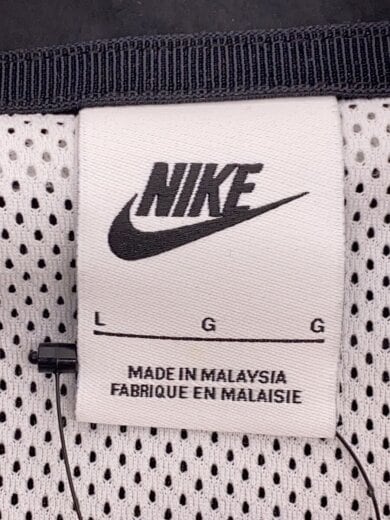 NIKE
L G G
MADE IN MALAYSIA
FABRIQUE EN MALAISIE